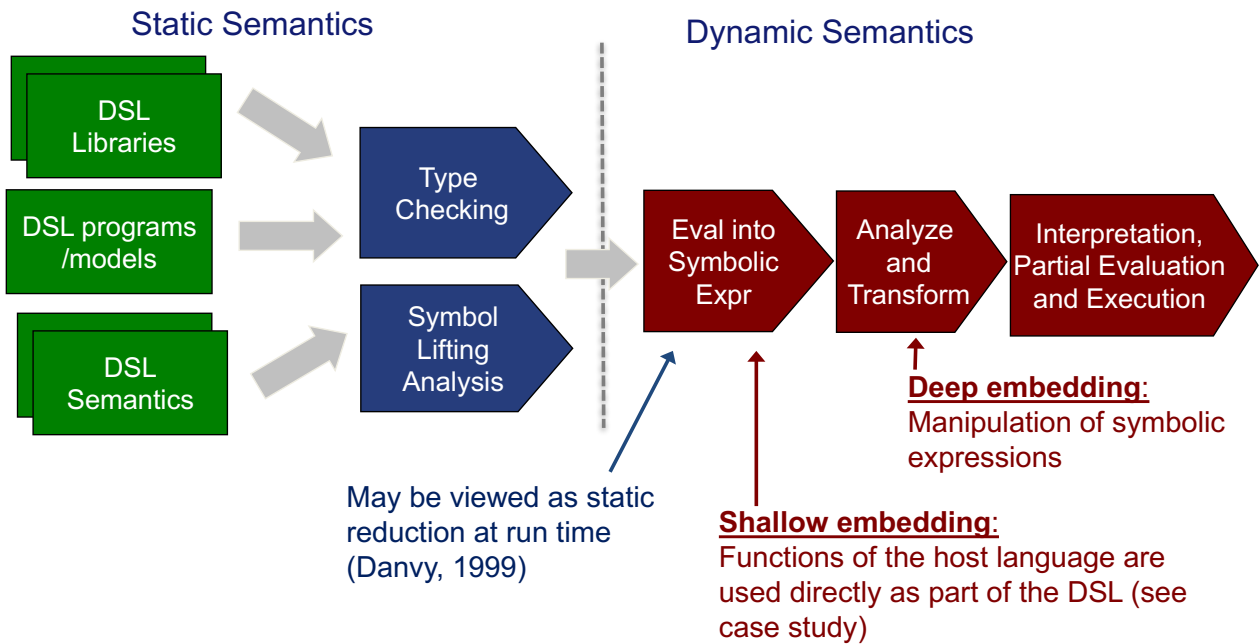 Static Semantics
Dynamic Semantics
DSL
Libraries
DSL programs
/models
DSL
Semantics
Type
Checking
Symbol
Lifting
Analysis
Eval into
Symbolic
Expr
Analyze
and
Transform
Interpretation,
Partial Evaluation
and Execution
Deep embedding:
Manipulation of symbolic
expressions
May be viewed as static
reduction at run time
(Danvy, 1999)
Shallow embedding:
Functions of the host language are
used directly as part of the DSL (see
case study)